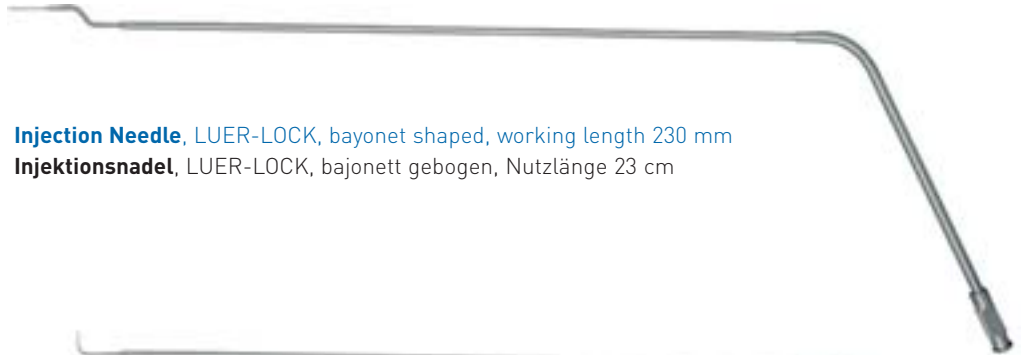 Injection Needle, LUER-LOCK, bayonet shaped, working length 230 mm
Injektionsnadel, LUER-LOCK, bajonett gebogen, Nutzlänge 23 cm